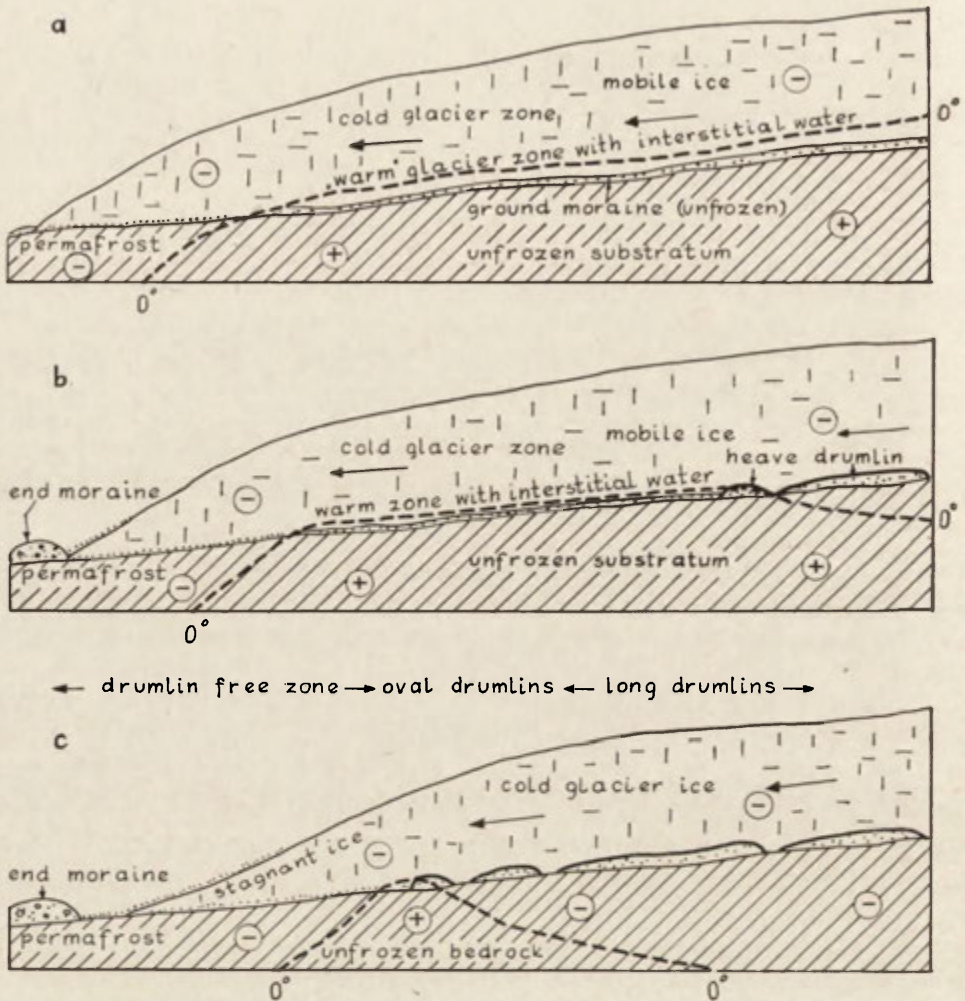 a
mobile ice
−
cold glacier zone
0°
"warm" glacier zone with interstitial water
−
ground moraine (unfrozen)
permafrost
+
unfrozen substratum
+
−
0°
b
−
cold glacier zone
mobile ice
heave drumlin
end moraine
−
warm zone with interstitial water
0°
permafrost
−
+
unfrozen substratum
+
0°
← drumlin free zone → oval drumlins ← long drumlins →
c
cold glacier ice
−
stagnant ice
−
end moraine
permafrost
−
+
−
−
unfrozen bedrock
0°
0°